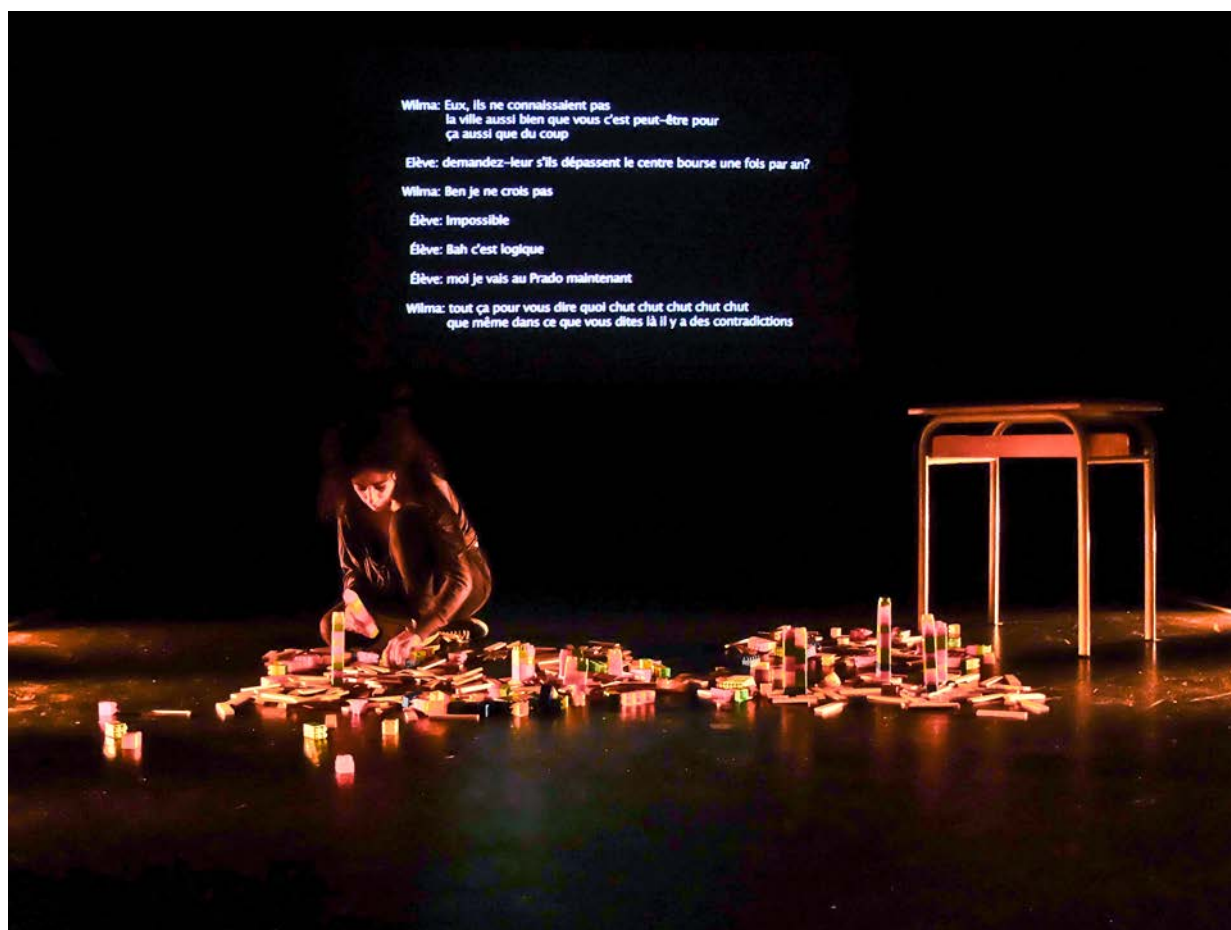 Wilma: Eux, ils ne connaissaient pas
la ville aussi bien que vous c'est peut-être pour
ça aussi que du coup
Elève: demandez-leur s'ils dépassent le centre bourse une fois par an?
Wilma: Ben je ne crois pas
Élève: Impossible
Élève: Bah c'est logique
Élève: moi je vais au Prado maintenant
Wilma: tout ça pour vous dire quoi chut chut chut chut chut
que même dans ce que vous dites là il y a des contradictions